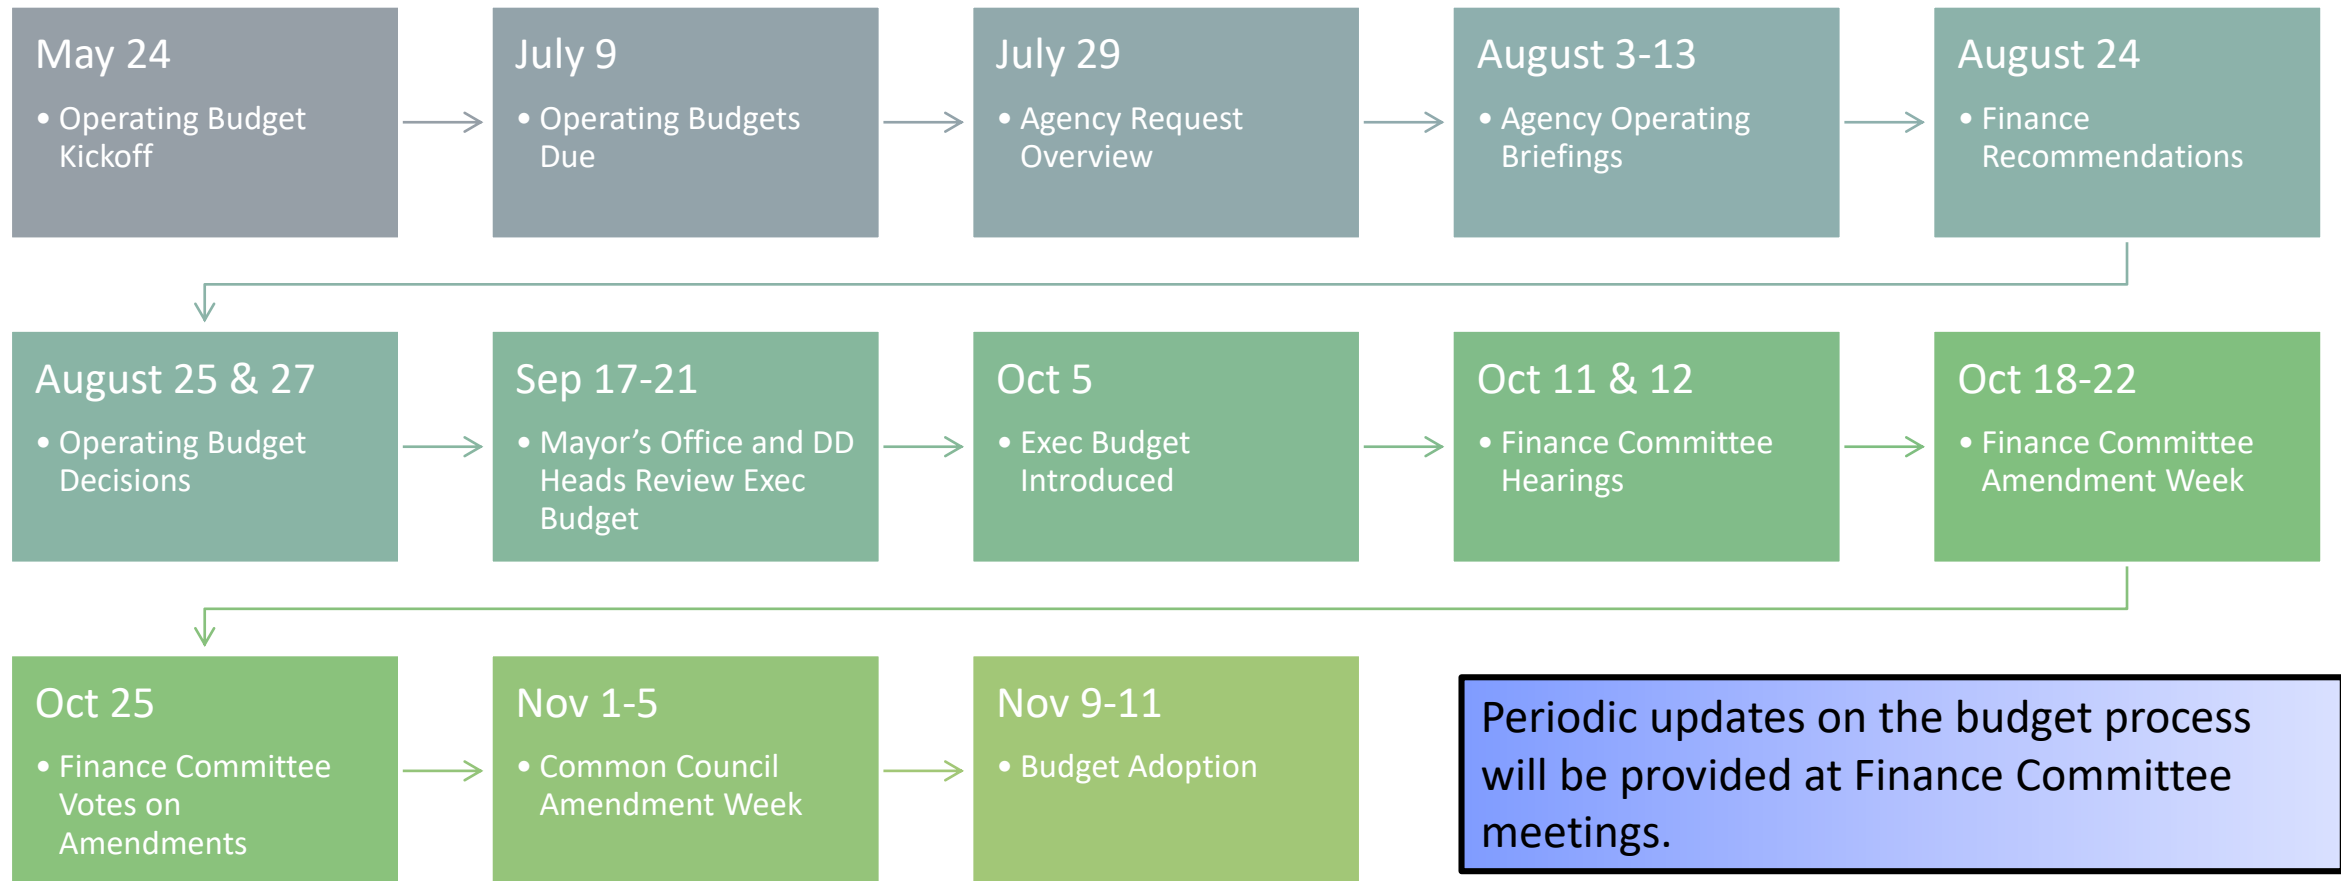 May 24
• Operating Budget
Kickoff
July 9
• Operating Budgets
Due
July 29
• Agency Request
Overview
August 3-13
• Agency Operating
Briefings
August 24
• Finance
Recommendations
August 25 & 27
• Operating Budget
Decisions
Sep 17-21
• Mayor’s Office and DD
Heads Review Exec
Budget
Oct 5
• Exec Budget
Introduced
Oct 11 & 12
• Finance Committee
Hearings
Oct 18-22
• Finance Committee
Amendment Week
Oct 25
• Finance Committee
Votes on
Amendments
Nov 1-5
• Common Council
Amendment Week
Nov 9-11
• Budget Adoption
Periodic updates on the budget process
will be provided at Finance Committee
meetings.